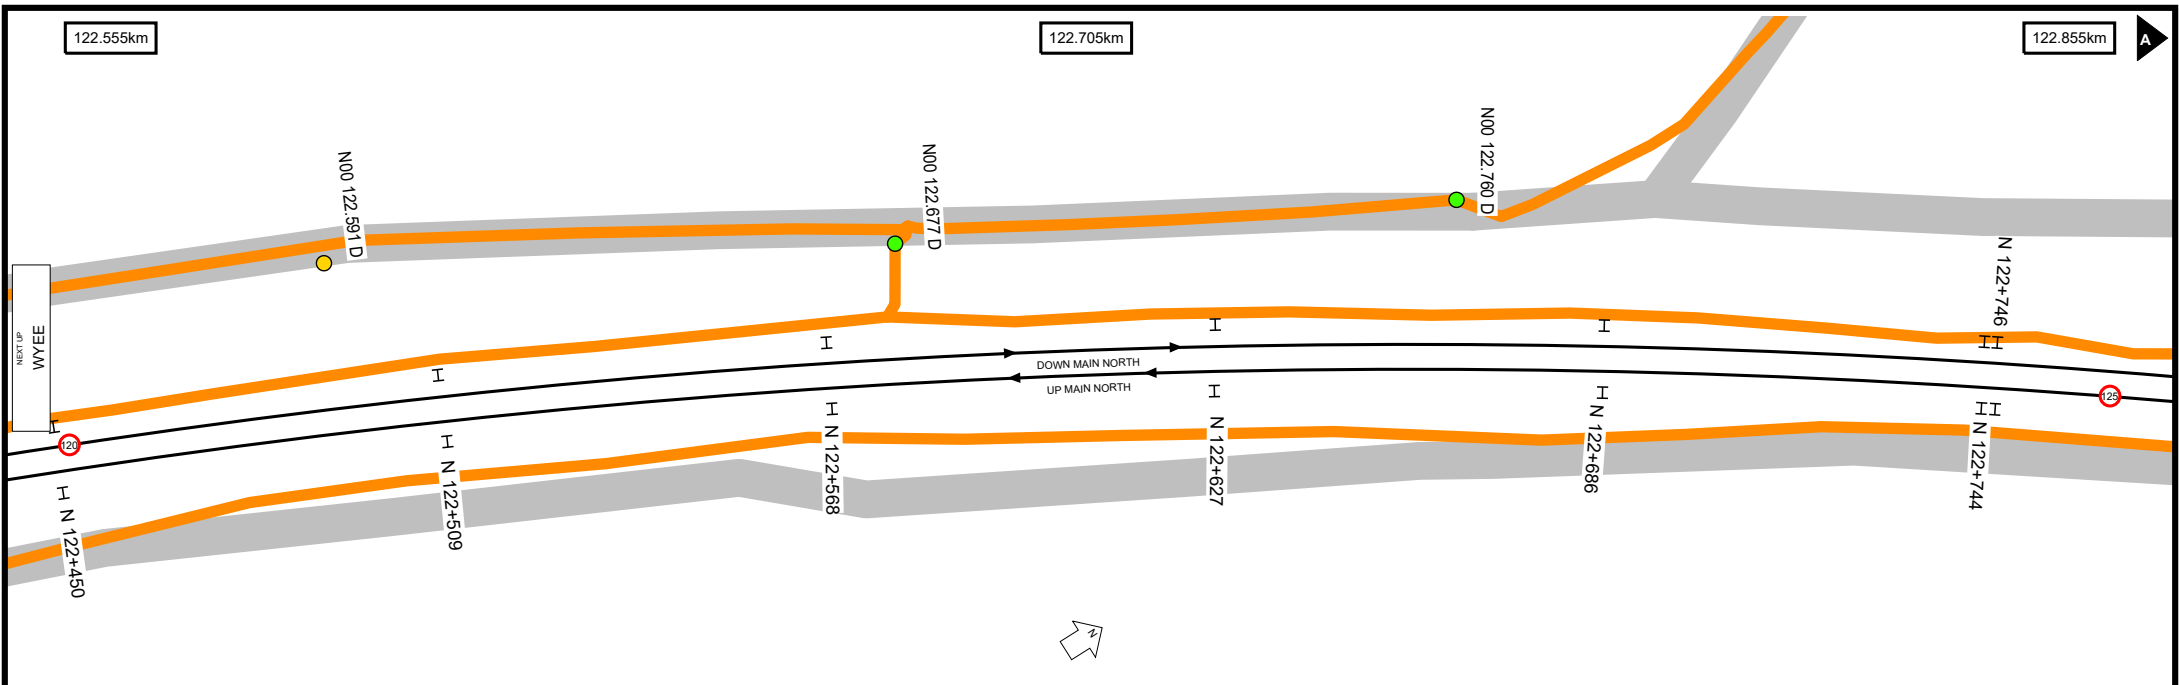 122.555km
122.705km
122.855km
A
N00 122.591 D
N00 122.677 D
N00 122.760 D
N 122+746
NEXT UP
WYEE
DOWN MAIN NORTH
UP MAIN NORTH
120
125
N 122+450
N 122+509
N 122+568
N 122+627
N 122+686
N 122+744
N